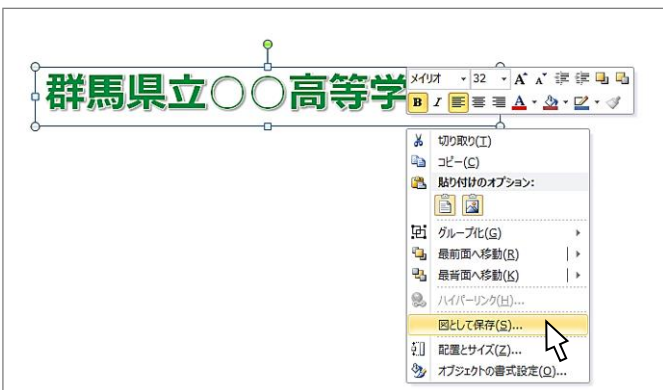 群馬県立○○高等学
メイリオ 32 A A
B I A
切り取り(T)
コピー(C)
貼り付けのオプション:
グループ化(G)
最前面へ移動(R)
最背面へ移動(K)
ハイパーリンク(H)...
図として保存(S)...
配置とサイズ(Z)...
オブジェクトの書式設定(O)...